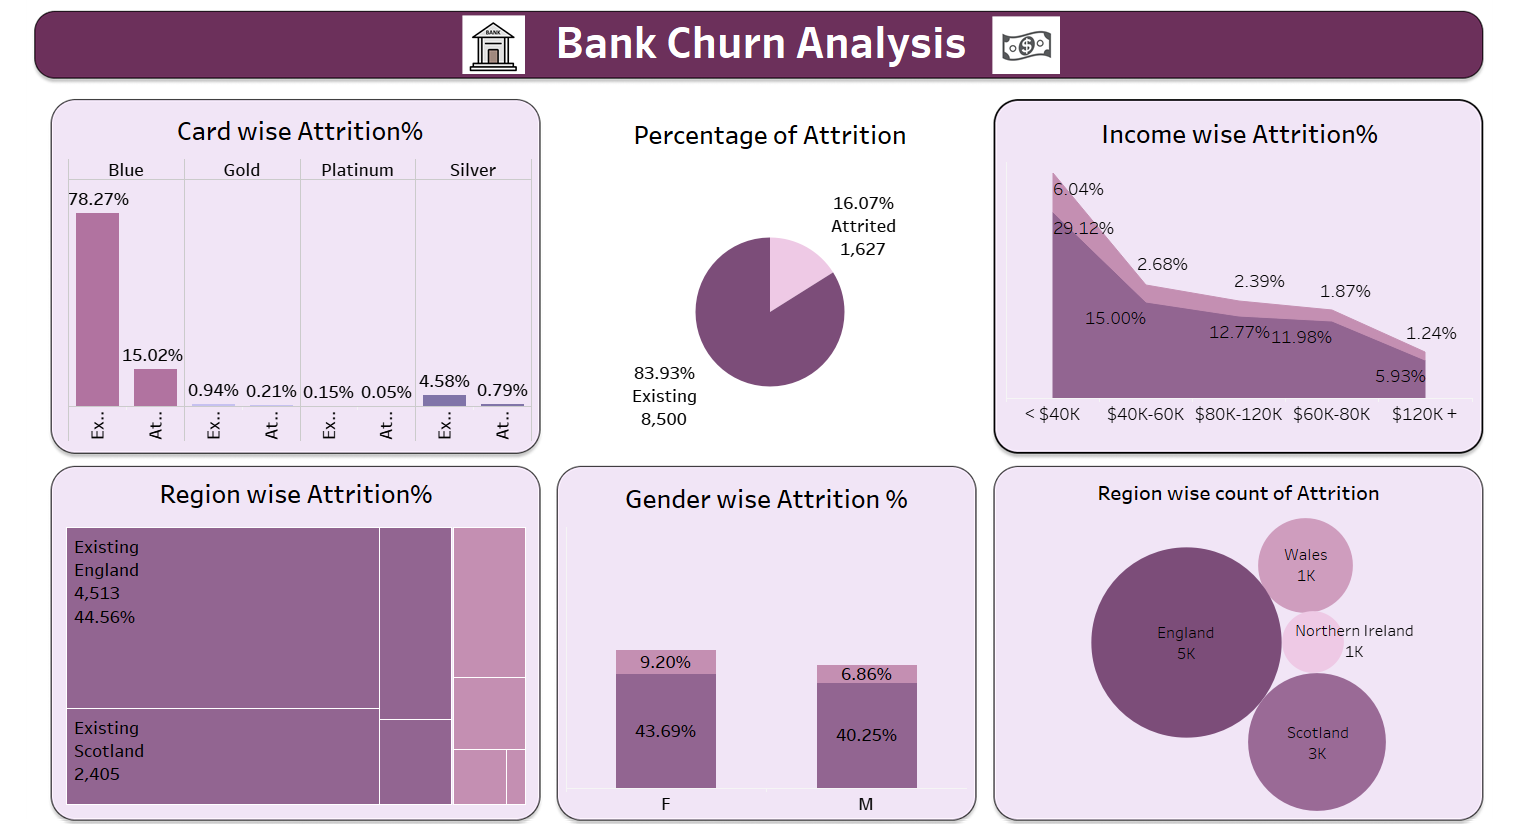 BANK
Bank Churn Analysis
Card wise Attrition%
Blue
Gold
Platinum
Silver
78.27%
15.02%
0.94%
0.21%
0.15%
0.05%
4.58%
0.79%
Ex..
At..
Ex..
At..
Ex..
At..
Ex..
At..
Percentage of Attrition
16.07%
Attrited
1,627
83.93%
Existing
8,500
Income wise Attrition%
6.04%
29.12%
2.68%
15.00%
2.39%
12.77%
1.87%
11.98%
1.24%
5.93%
< $40K
$40K-60K
$80K-120K
$60K-80K
$120K +
Region wise Attrition%
Existing
England
4,513
44.56%
Existing
Scotland
2,405
Gender wise Attrition %
9.20%
43.69%
6.86%
40.25%
F
M
Region wise count of Attrition
Wales
1K
England
5K
Northern Ireland
1K
Scotland
3K